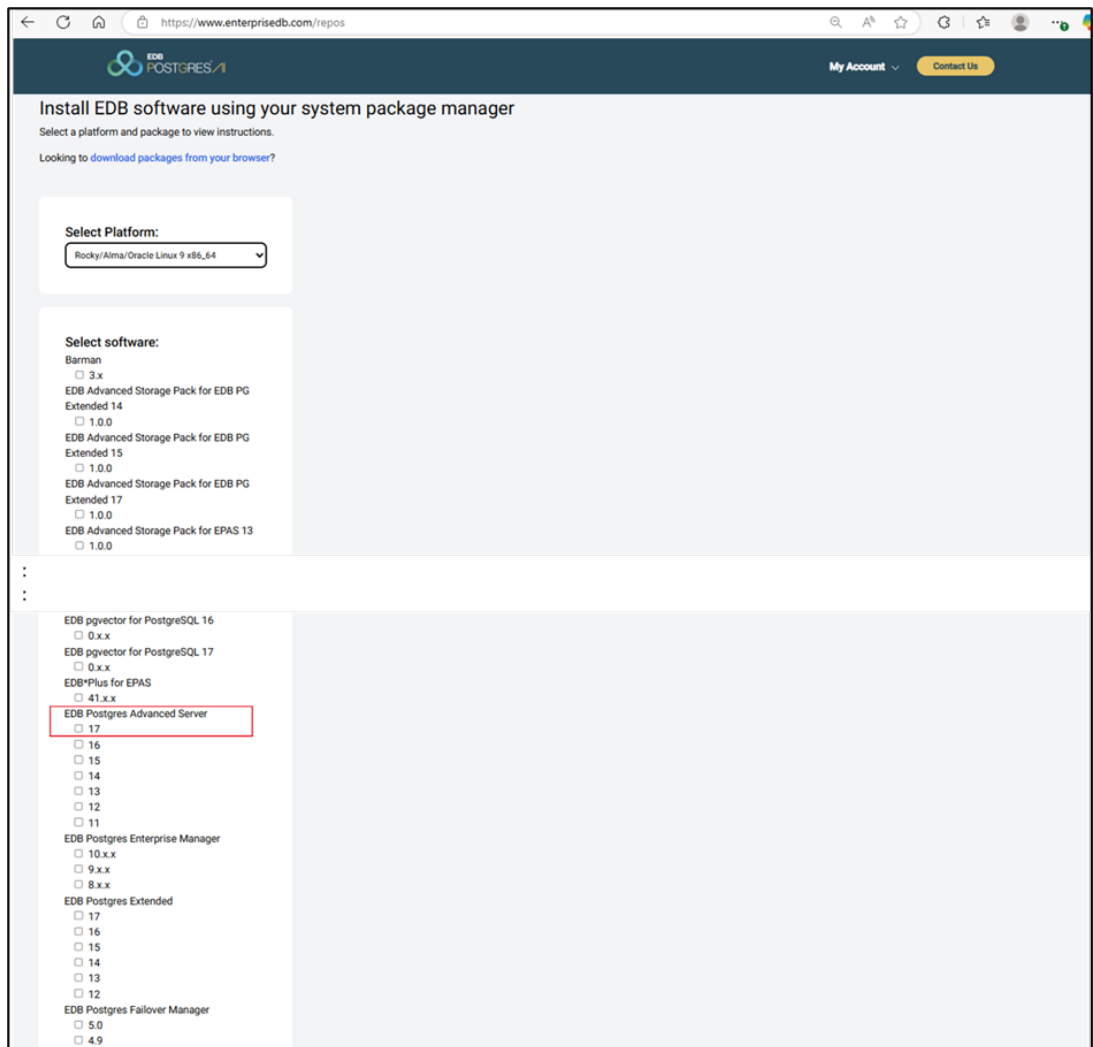 https://www.enterprisedb.com/repos
EDB
POSTGRES AI
My Account
Contact Us
Install EDB software using your system package manager
Select a platform and package to view instructions.
Looking to download packages from your browser?
Select Platform:
Rocky/Alma/Oracle Linux 9 x86_64
Select software:
Barman
3.x
EDB Advanced Storage Pack for EDB PG
Extended 14
1.0.0
EDB Advanced Storage Pack for EDB PG
Extended 15
1.0.0
EDB Advanced Storage Pack for EDB PG
Extended 17
1.0.0
EDB Advanced Storage Pack for EPAS 13
1.0.0
:
:
EDB pgvector for PostgreSQL 16
0.x.x
EDB pgvector for PostgreSQL 17
0.x.x
EDB*Plus for EPAS
41.x.x
EDB Postgres Advanced Server
17
16
15
14
13
12
11
EDB Postgres Enterprise Manager
10.x.x
9.x.x
8.x.x
EDB Postgres Extended
17
16
15
14
13
12
EDB Postgres Failover Manager
5.0
4.9